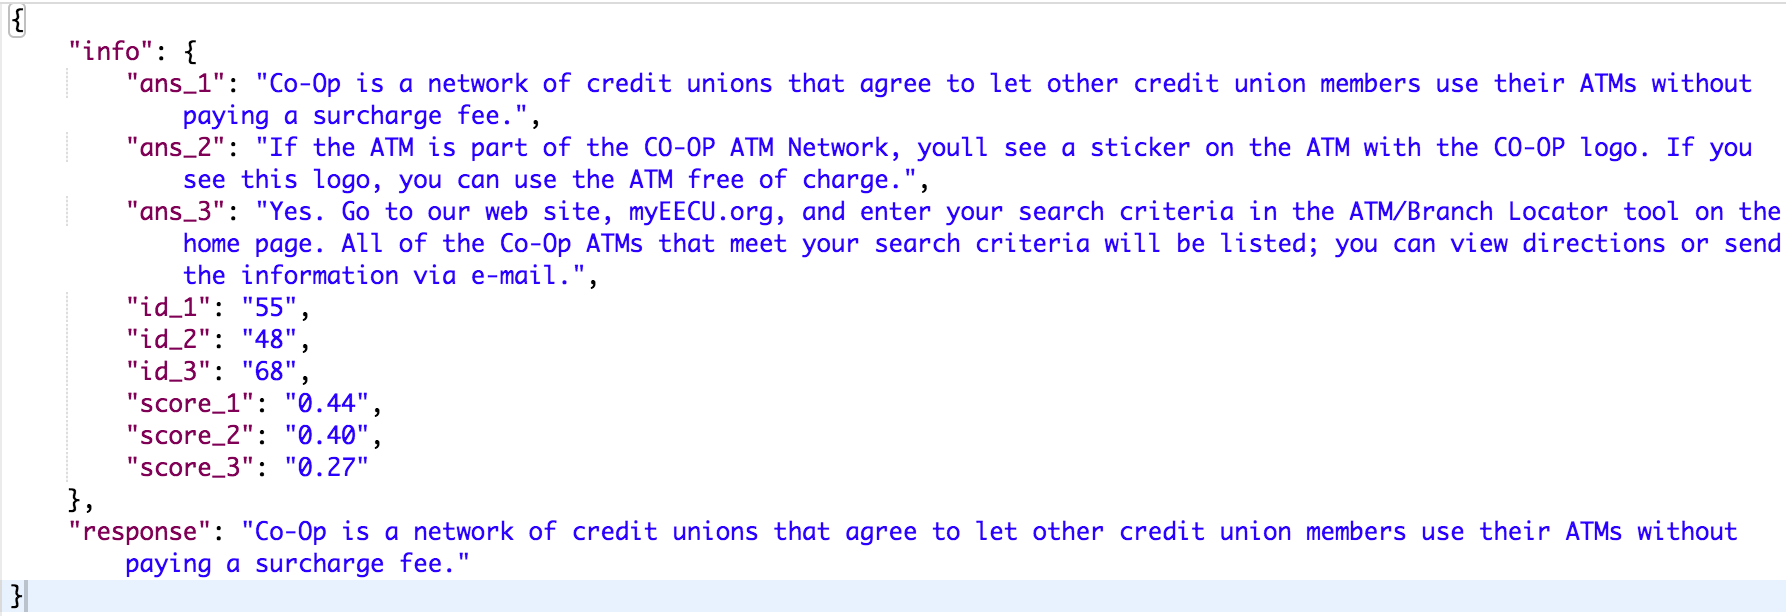 {
"info": {
"ans_1": "Co-Op is a network of credit unions that agree to let other credit union members use their ATMs without
paying a surcharge fee.",
"ans_2": "If the ATM is part of the CO-OP ATM Network, youll see a sticker on the ATM with the CO-OP logo. If you
see this logo, you can use the ATM free of charge.",
"ans_3": "Yes. Go to our web site, myEECU.org, and enter your search criteria in the ATM/Branch Locator tool on the
home page. All of the Co-Op ATMs that meet your search criteria will be listed; you can view directions or send
the information via e-mail.",
"id_1": "55",
"id_2": "48",
"id_3": "68",
"score_1": "0.44",
"score_2": "0.40",
"score_3": "0.27"
},
"response": "Co-Op is a network of credit unions that agree to let other credit union members use their ATMs without
paying a surcharge fee."
}